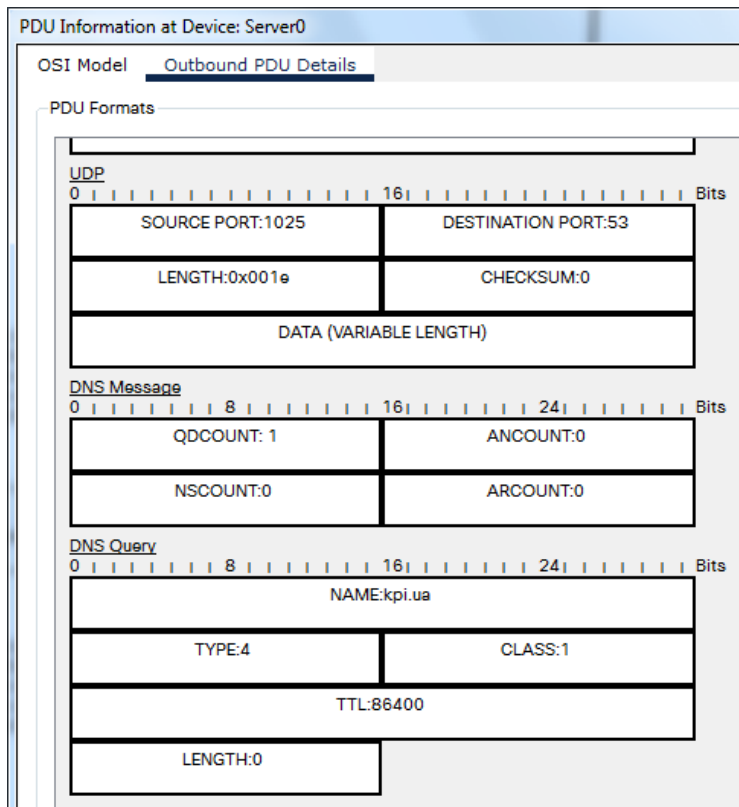 PDU Information at Device: Server0
OSI Model Outbound PDU Details
PDU Formats
UDP
0 16 Bits
SOURCE PORT:1025 DESTINATION PORT:53
LENGTH:0x001e CHECKSUM:0
DATA (VARIABLE LENGTH)
DNS Message
0 8 16 24 Bits
QDCOUNT: 1 ANCOUNT:0
NSCOUNT:0 ARCOUNT:0
DNS Query
0 8 16 24 Bits
NAME:kpi.ua
TYPE:4 CLASS:1
TTL:86400
LENGTH:0